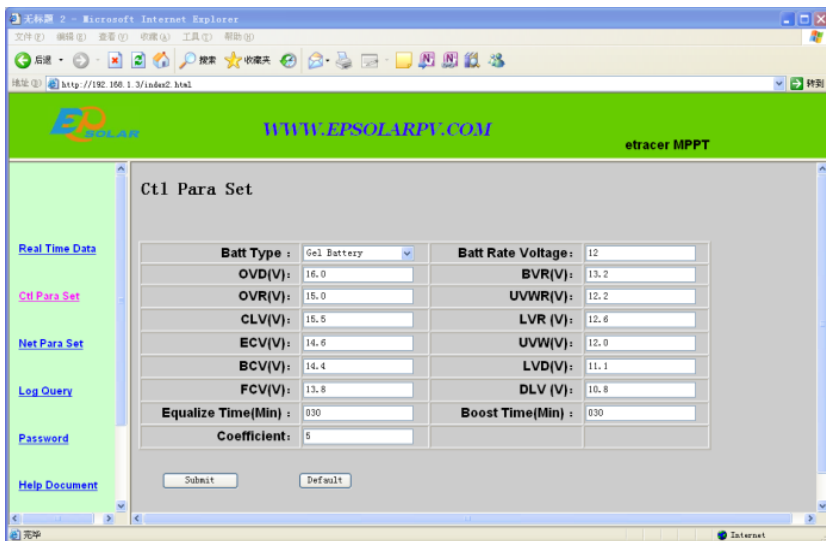 无标题 2 - Microsoft Internet Explorer
文件(F) 编辑(E) 查看(V) 收藏(A) 工具(T) 帮助(H)
后退 搜索 收藏夹
地址(D) http://192.168.1.3/index2.html 转到
EP SOLAR
WWW.EPSOLARPV.COM
etracer MPPT
Ctl Para Set
Real Time Data
Ctl Para Set
Net Para Set
Log Query
Password
Help Document
Batt Type : Gel Battery Batt Rate Voltage: 12
OVD(V): 16.0 BVR(V): 13.2
OVR(V): 15.0 UVWR(V): 12.2
CLV(V): 15.5 LVR (V): 12.6
ECV(V): 14.6 UVW(V): 12.0
BCV(V): 14.4 LVD(V): 11.1
FCV(V): 13.8 DLV (V): 10.8
Equalize Time(Min) : 030 Boost Time(Min) : 030
Coefficient: 5
Submit Default
完毕 Internet